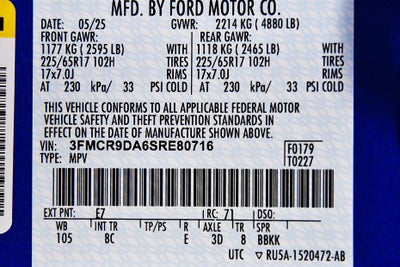 MFD. BY FORD MOTOR CO.
DATE: 05/25 GVWR: 2214 KG ( 4880 LB)
FRONT GAWR: REAR GAWR:
1177 KG ( 2595 LB) WITH 1118 KG ( 2465 LB) WITH
225/65R17 102H TIRES 225/65R17 102H TIRES
17x7.0J RIMS 17x7.0J RIMS
AT 230 kPa/ 33 PSI COLD AT 230 kPa/ 33 PSI COLD
THIS VEHICLE CONFORMS TO ALL APPLICABLE FEDERAL MOTOR
VEHICLE SAFETY AND THEFT PREVENTION STANDARDS IN
EFFECT ON THE DATE OF MANUFACTURE SHOWN ABOVE.
VIN: 3FMCR9DA6SRE80716 F0179
TYPE: MPV T0227
EXT PNT: E7 RC: 71 DSO:
WB INT TR TP/PS R AXLE TR SPR
105 8C E 3D 8 BBKK
UTC ▽ RU5A-1520472-AB